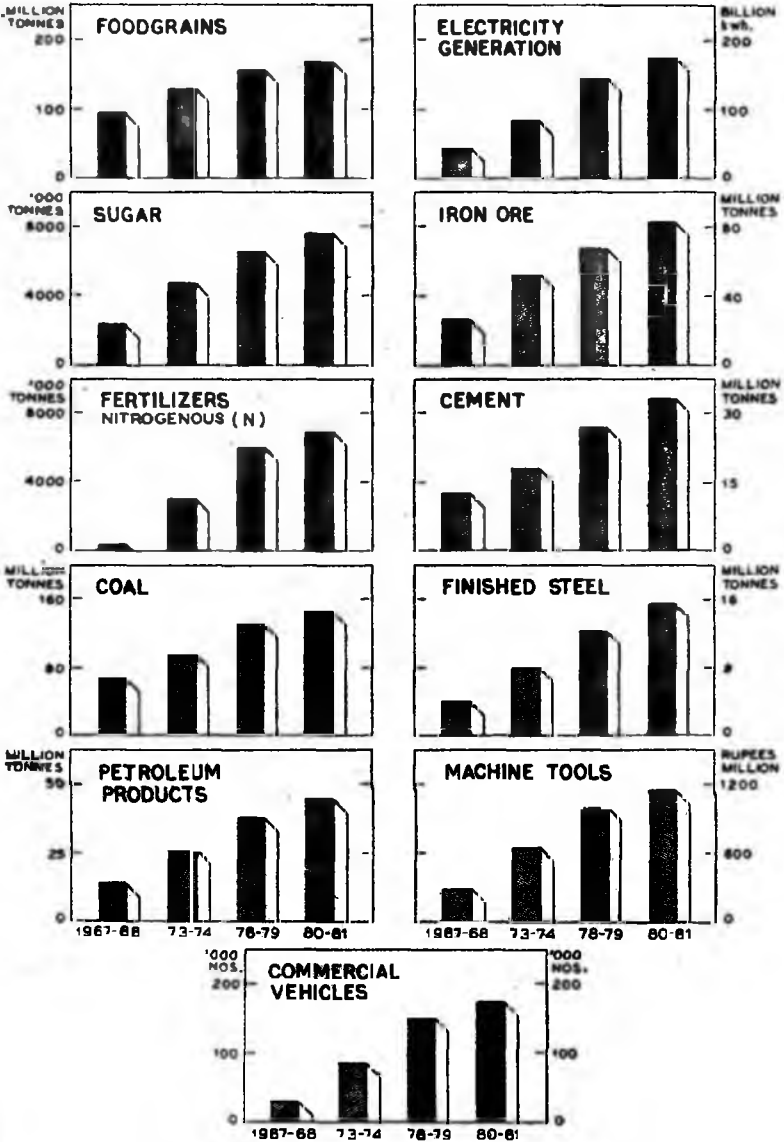 MILLION
TONNES
200
100
0
FOODGRAINS
ELECTRICITY
GENERATION
BILLION
kwh.
200
100
0
'000
TONNES
8000
4000
0
SUGAR
IRON ORE
MILLION
TONNES
80
40
0
'000
TONNES
8000
4000
0
FERTILIZERS
NITROGENOUS (N)
CEMENT
MILLION
TONNES
30
15
0
MILLION
TONNES
160
80
0
COAL
FINISHED STEEL
MILLION
TONNES
16
8
0
MILLION
TONNES
50
25
0
PETROLEUM
PRODUCTS
MACHINE TOOLS
RUPEES
MILLION
1200
600
0
1967-68 73-74 78-79 80-81
1967-68 73-74 78-79 80-81
'000
NOS.
200
100
0
COMMERCIAL
VEHICLES
'000
NOS.
200
100
0
1967-68 73-74 78-79 80-81